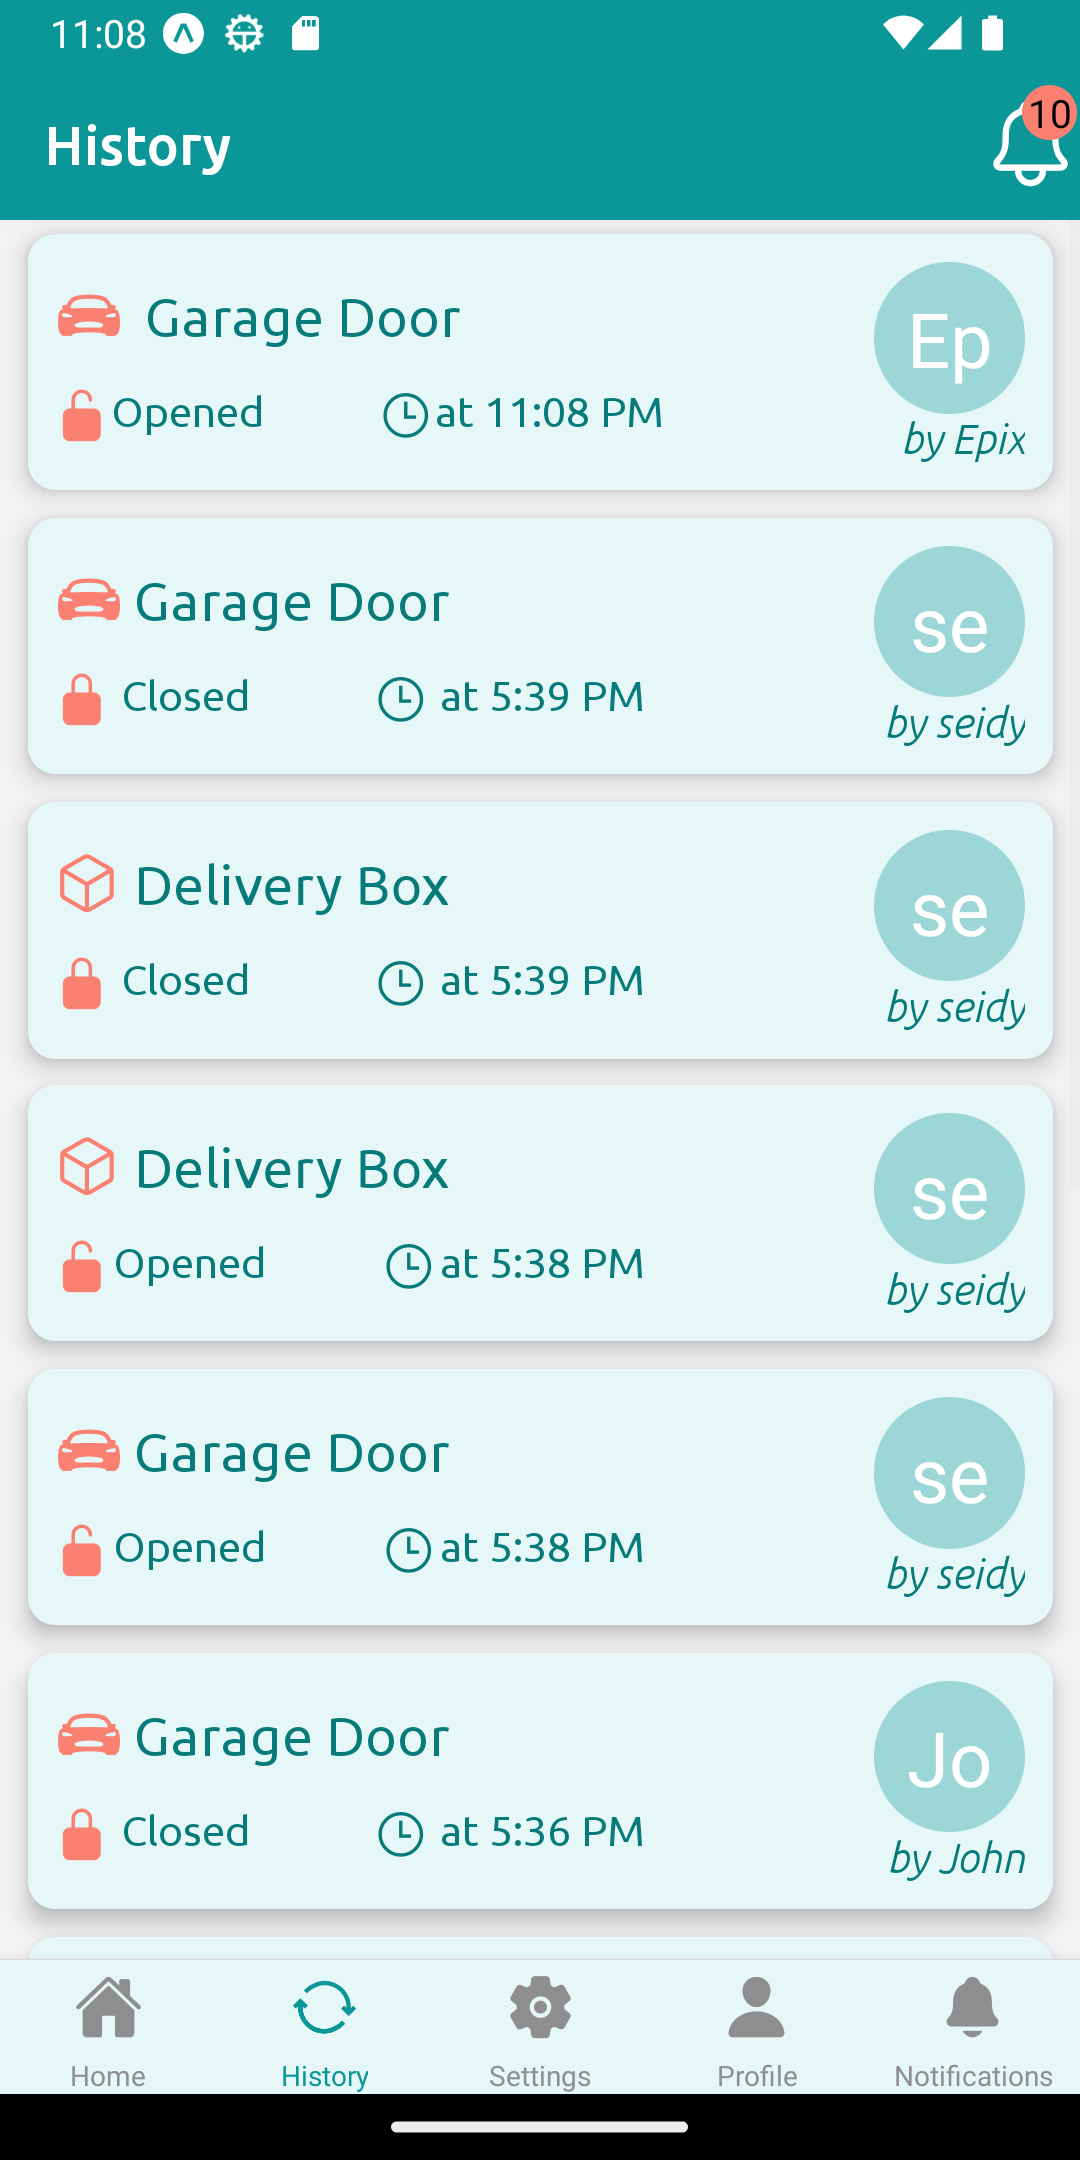 11:08
History
10
Garage Door
Ep
Opened at 11:08 PM
by Epix
Garage Door
se
Closed at 5:39 PM
by seidy
Delivery Box
se
Closed at 5:39 PM
by seidy
Delivery Box
se
Opened at 5:38 PM
by seidy
Garage Door
se
Opened at 5:38 PM
by seidy
Garage Door
Jo
Closed at 5:36 PM
by John
Home History Settings Profile Notifications